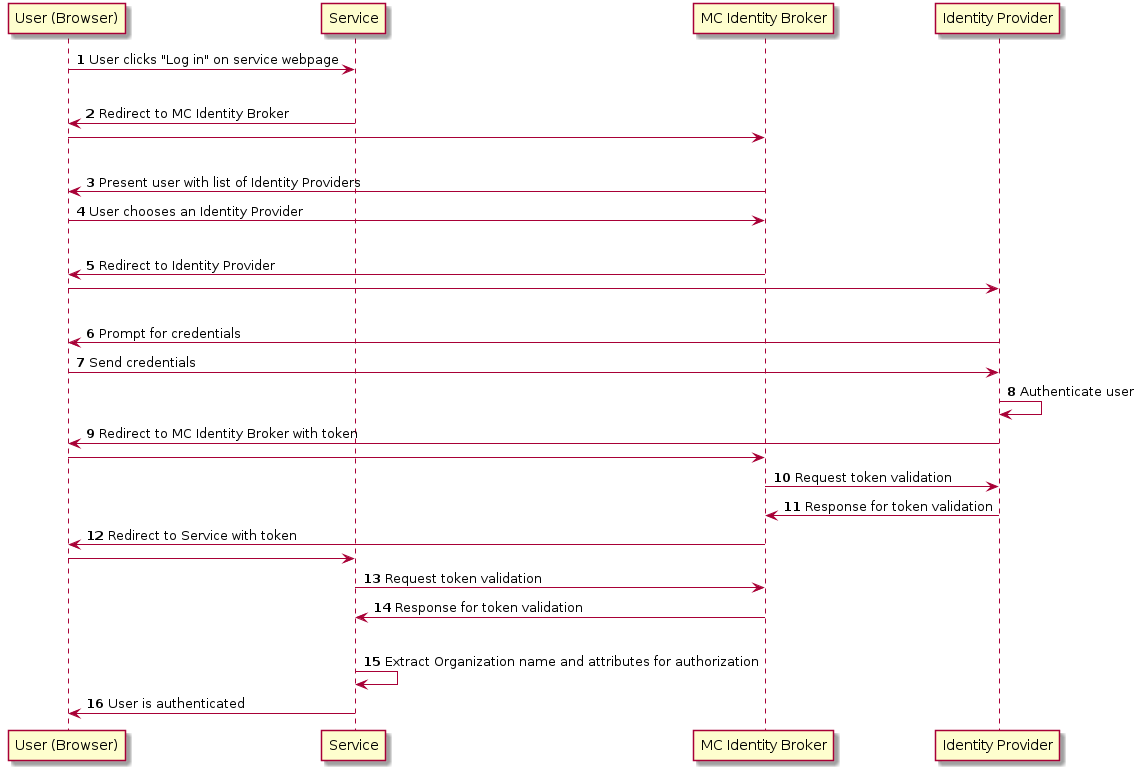 User (Browser) Service MC Identity Broker Identity Provider
1 User clicks "Log in" on service webpage
2 Redirect to MC Identity Broker
3 Present user with list of Identity Providers
4 User chooses an Identity Provider
5 Redirect to Identity Provider
6 Prompt for credentials
7 Send credentials
8 Authenticate user
9 Redirect to MC Identity Broker with token
10 Request token validation
11 Response for token validation
12 Redirect to Service with token
13 Request token validation
14 Response for token validation
15 Extract Organization name and attributes for authorization
16 User is authenticated
User (Browser) Service MC Identity Broker Identity Provider